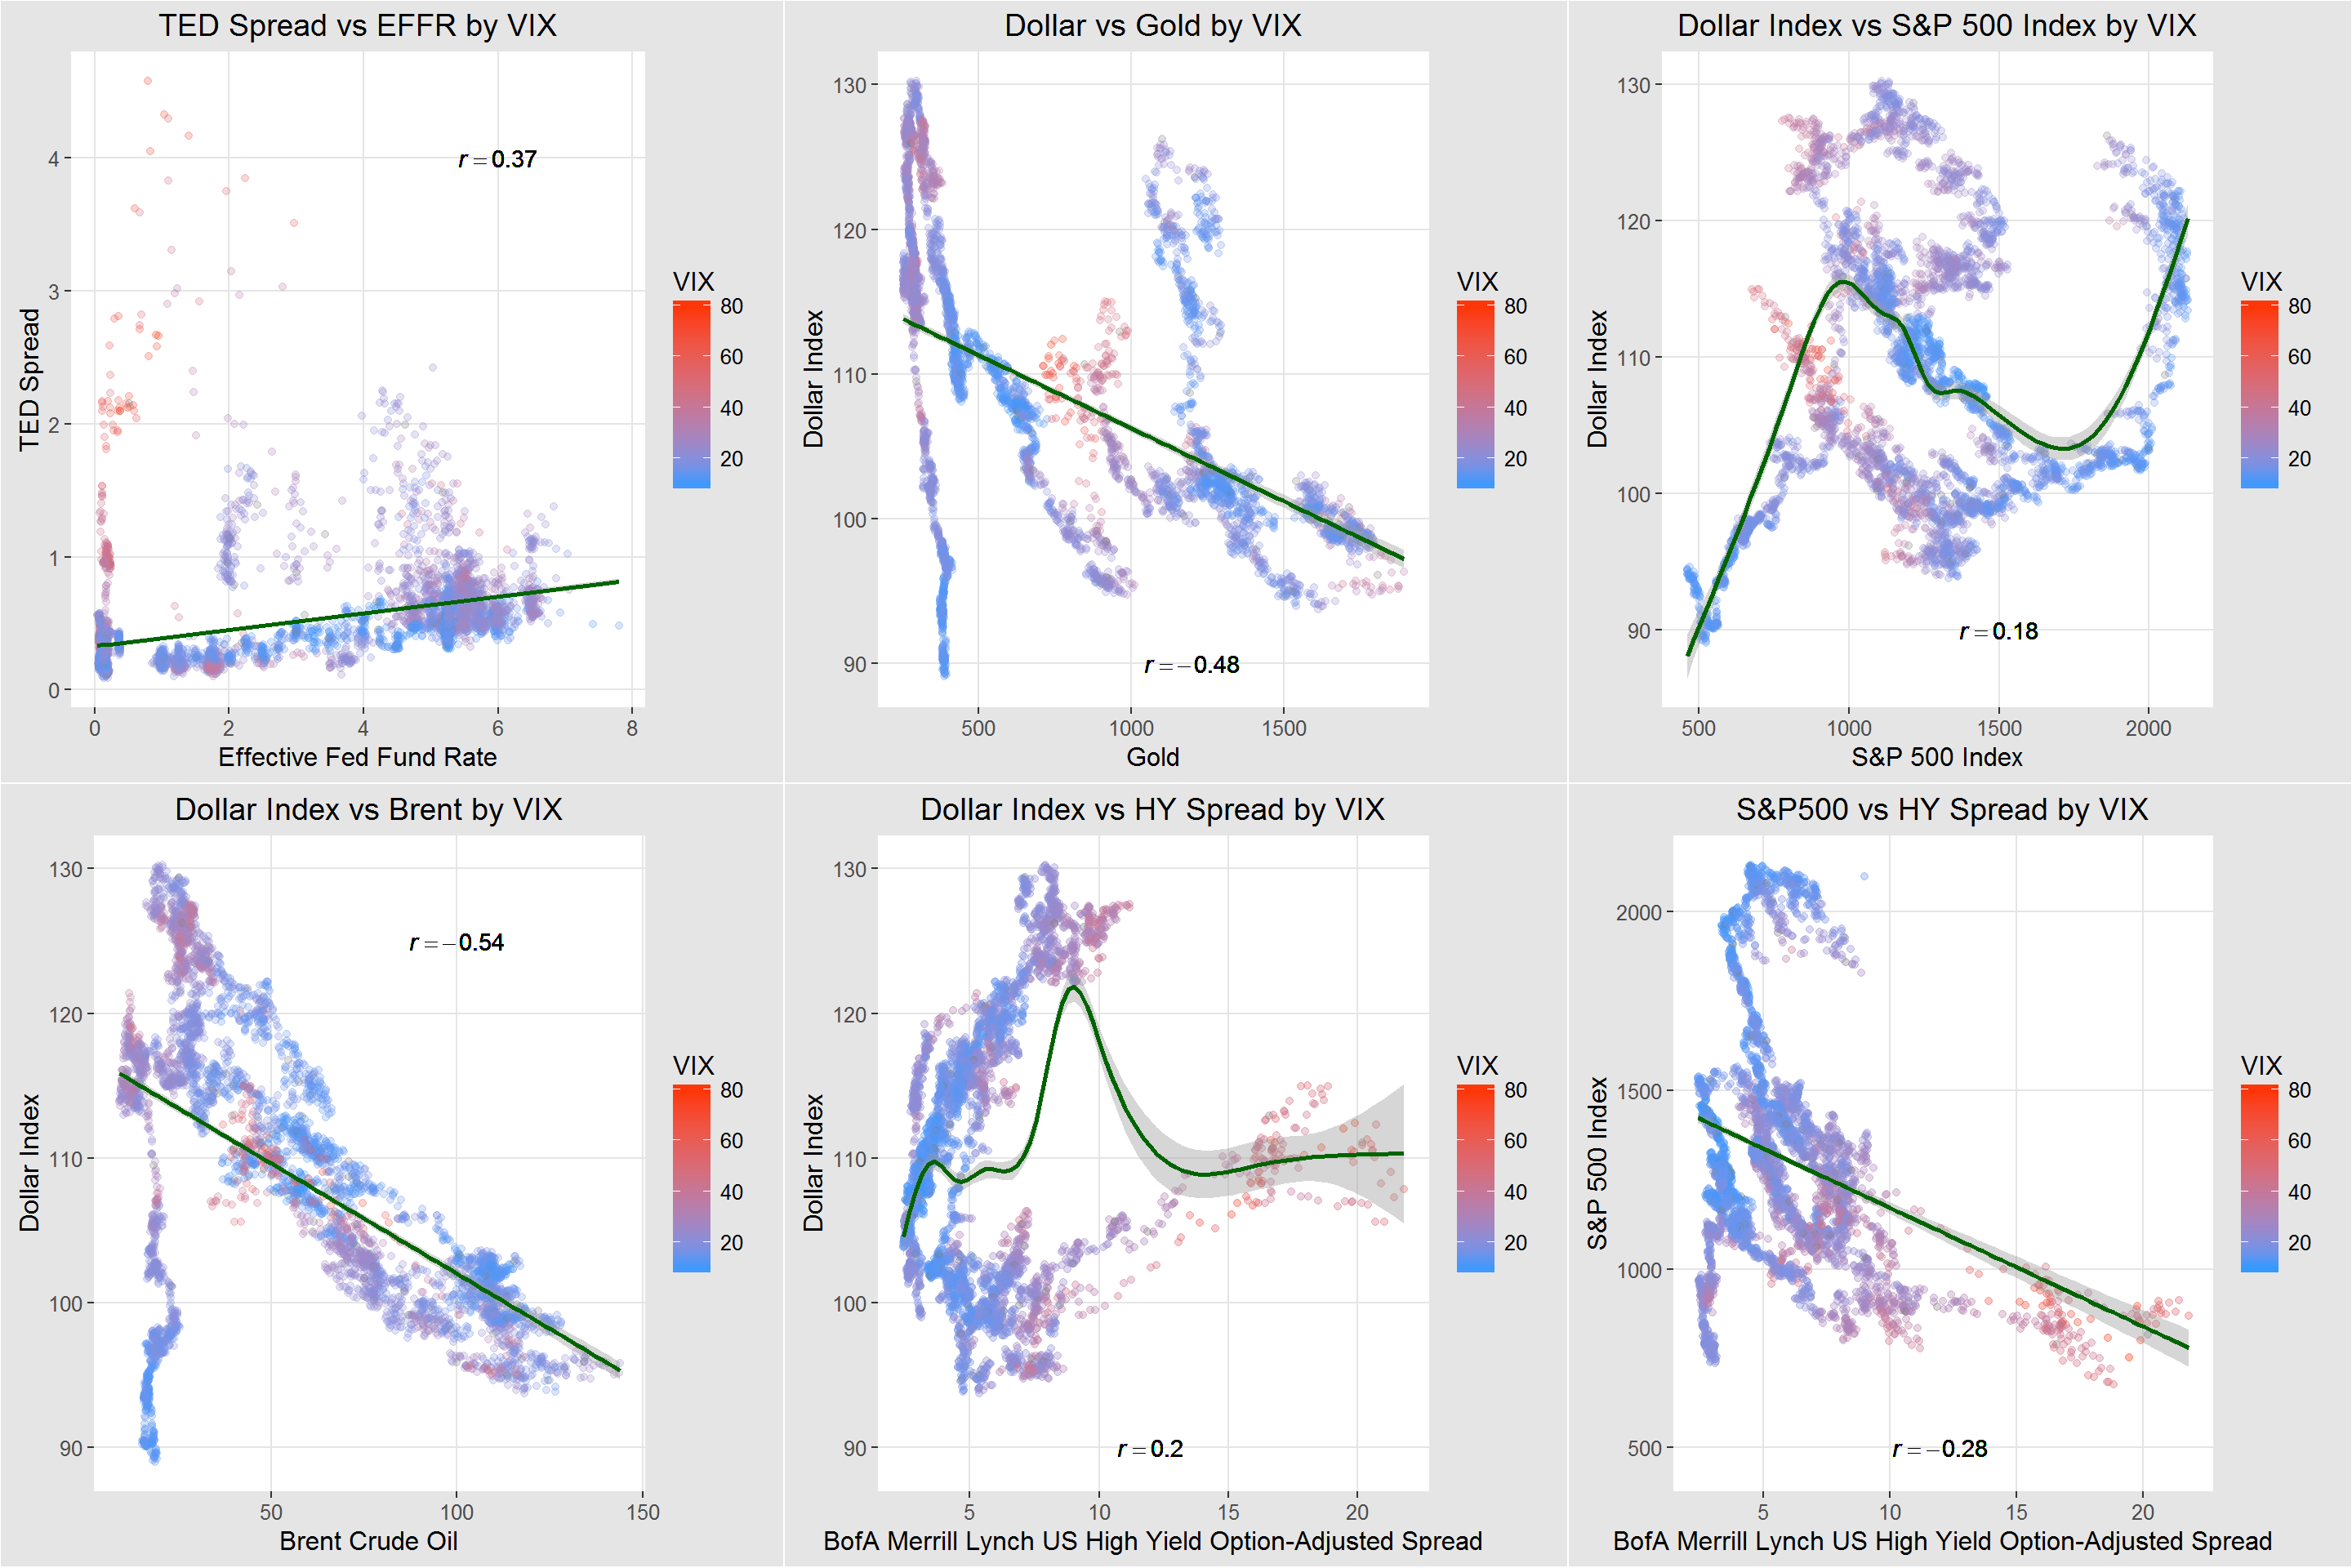 TED Spread vs EFFR by VIX
4
3
2
1
0
TED Spread
r = 0.37
0 2 4 6 8
Effective Fed Fund Rate
VIX
80
60
40
20
Dollar vs Gold by VIX
130
120
110
100
90
Dollar Index
r = −0.48
500 1000 1500
Gold
VIX
80
60
40
20
Dollar Index vs S&P 500 Index by VIX
130
120
110
100
90
Dollar Index
r = 0.18
500 1000 1500 2000
S&P 500 Index
VIX
80
60
40
20
Dollar Index vs Brent by VIX
130
120
110
100
90
Dollar Index
r = −0.54
50 100 150
Brent Crude Oil
VIX
80
60
40
20
Dollar Index vs HY Spread by VIX
130
120
110
100
90
Dollar Index
r = 0.2
5 10 15 20
BofA Merrill Lynch US High Yield Option-Adjusted Spread
VIX
80
60
40
20
S&P500 vs HY Spread by VIX
2000
1500
1000
500
S&P 500 Index
r = −0.28
5 10 15 20
BofA Merrill Lynch US High Yield Option-Adjusted Spread
VIX
80
60
40
20